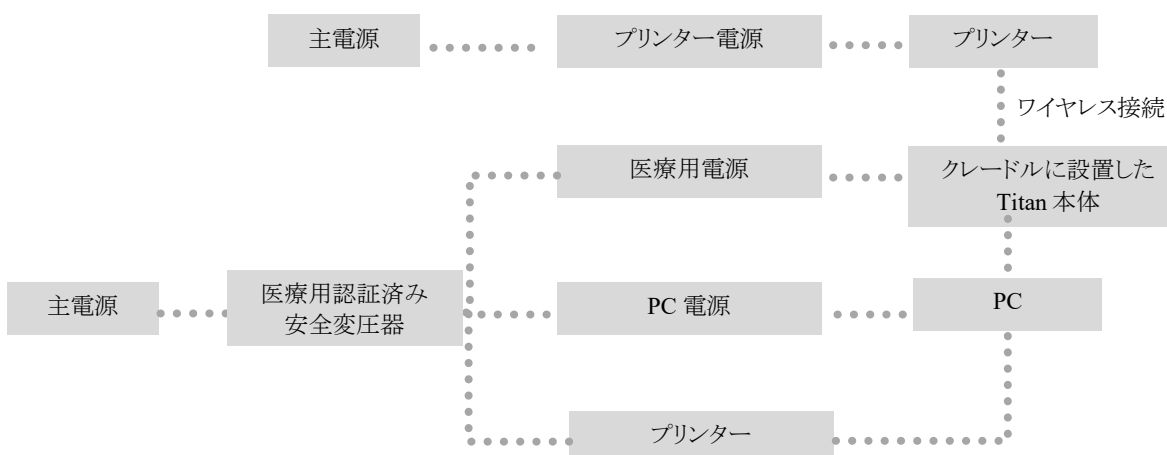 主電源
プリンター電源
プリンター
ワイヤレス接続
医療用電源
クレードルに設置した
Titan 本体
主電源
医療用認証済み
安全変圧器
PC 電源
PC
プリンター